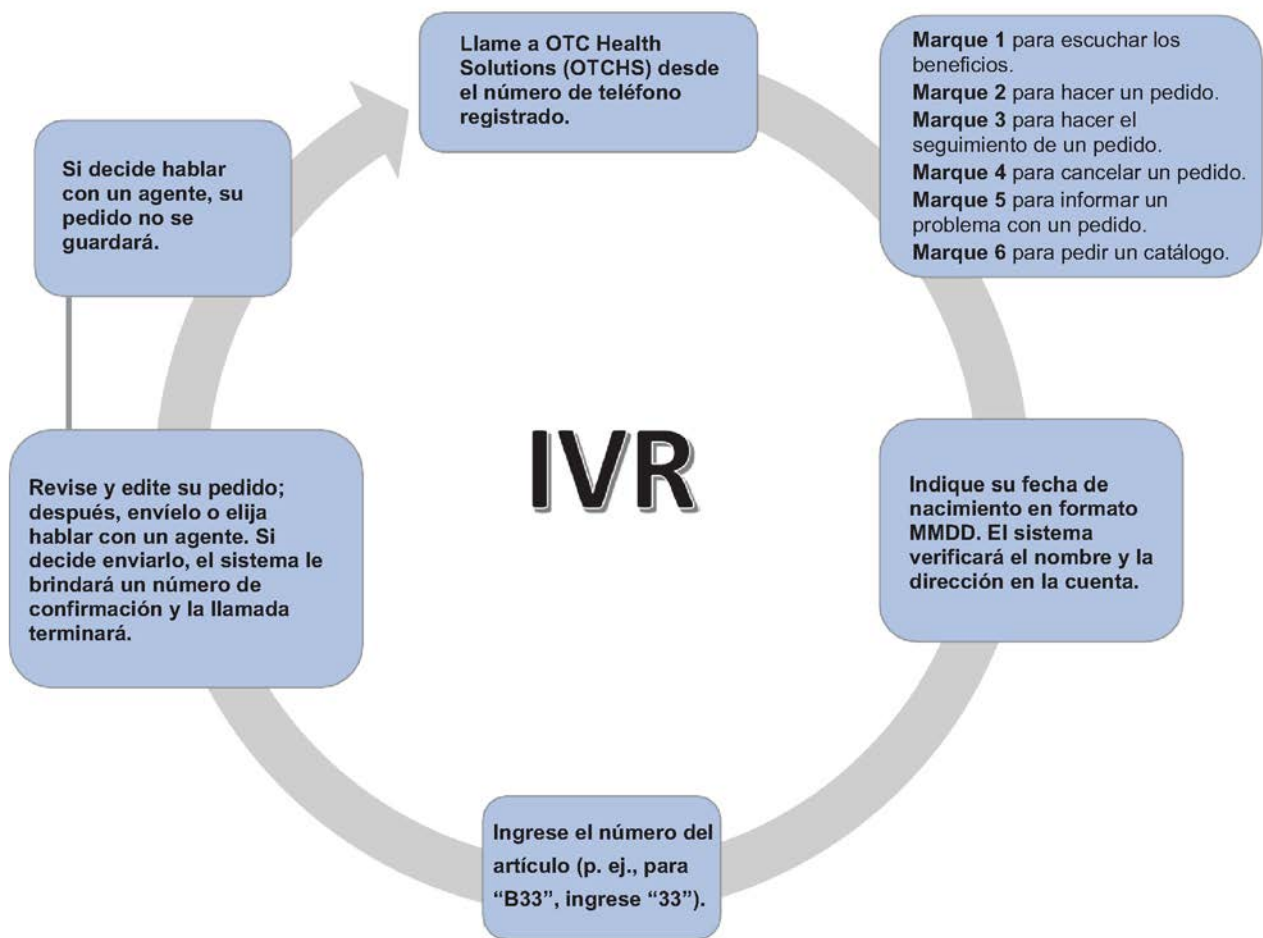 Llame a OTC Health
Solutions (OTCHS) desde
el número de teléfono
registrado.
Marque 1 para escuchar los
beneficios.
Marque 2 para hacer un pedido.
Marque 3 para hacer el
seguimiento de un pedido.
Marque 4 para cancelar un pedido.
Marque 5 para informar un
problema con un pedido.
Marque 6 para pedir un catálogo.
Indique su fecha de
nacimiento en formato
MMDD. El sistema
verificará el nombre y la
dirección en la cuenta.
Ingrese el número del
artículo (p. ej., para
“B33”, ingrese “33”).
Revise y edite su pedido;
después, envíelo o elija
hablar con un agente. Si
decide enviarlo, el sistema le
brindará un número de
confirmación y la llamada
terminará.
Si decide hablar
con un agente, su
pedido no se
guardará.
IVR